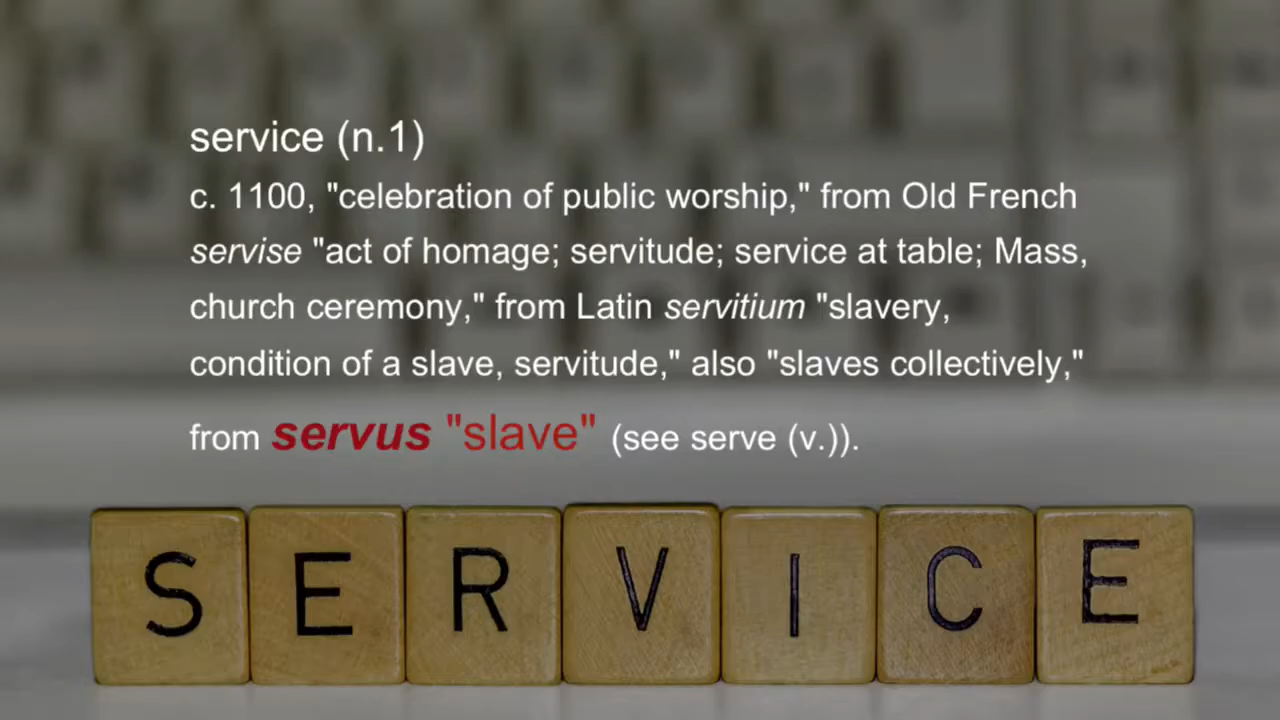 service (n.1)
c. 1100, "celebration of public worship," from Old French
servise "act of homage; servitude; service at table; Mass,
church ceremony," from Latin servitium "slavery,
condition of a slave, servitude," also "slaves collectively,"
from servus "slave" (see serve (v.)).
SERVICE